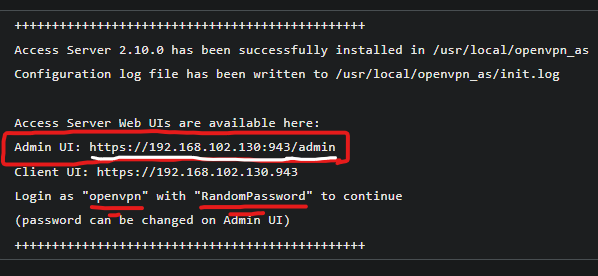 ++++++++++++++++++++++++++++++++++++++++++++++++
Access Server 2.10.0 has been successfully installed in /usr/local/openvpn_as
Configuration log file has been written to /usr/local/openvpn_as/init.log
Access Server Web UIs are available here:
Admin UI: https://192.168.102.130:943/admin
Client UI: https://192.168.102.130.943
Login as "openvpn" with "RandomPassword" to continue
(password can be changed on Admin UI)
++++++++++++++++++++++++++++++++++++++++++++++++